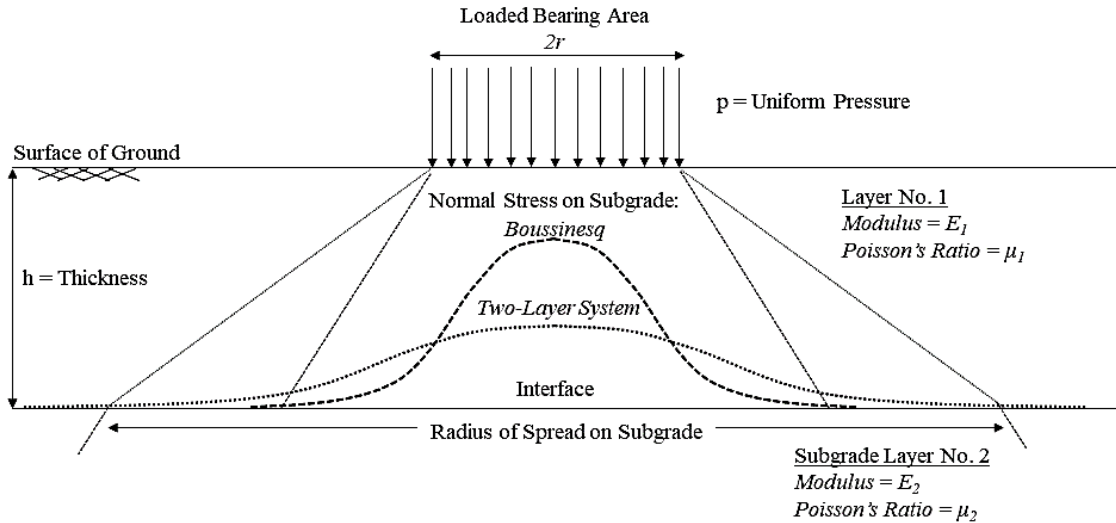 Loaded Bearing Area
2r
p = Uniform Pressure
Surface of Ground
Normal Stress on Subgrade:
Boussinesq
Layer No. 1
Modulus = E₁
Poisson's Ratio = μ₁
h = Thickness
Two-Layer System
Interface
Radius of Spread on Subgrade
Subgrade Layer No. 2
Modulus = E₂
Poisson's Ratio = μ₂